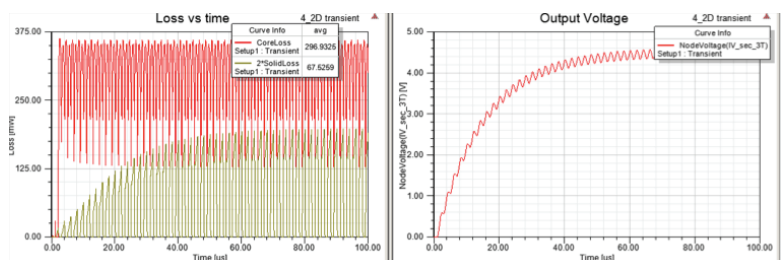 Loss vs time
4_2D transient
375.00
250.00
125.00
0.00
Loss [mW]
Curve Info
avg
CoreLoss
Setup1 : Transient
296.9325
2*SolidLoss
Setup1 : Transient
67.6259
0.00
20.00
40.00
60.00
80.00
100.00
Time [us]
Output Voltage
4_2D transient
5.00
4.00
3.00
2.00
1.00
0.00
NodeVoltage(IV_sec_3T) [V]
Curve Info
NodeVoltage(IV_sec_3T)
Setup1 : Transient
0.00
20.00
40.00
60.00
80.00
100.00
Time [us]